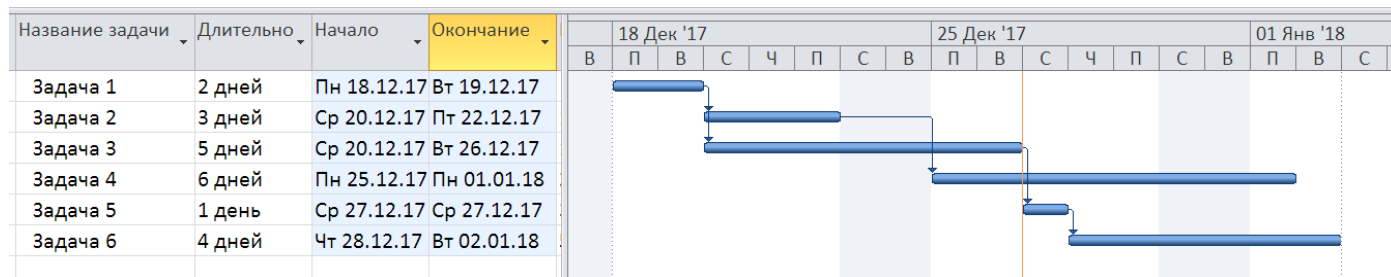 Название задачи Длительно Начало Окончание 18 Дек '17 25 Дек '17 01 Янв '18
В П В С Ч П С В П В С Ч П С В П В С
Задача 1 2 дней Пн 18.12.17 Вт 19.12.17
Задача 2 3 дней Ср 20.12.17 Пт 22.12.17
Задача 3 5 дней Ср 20.12.17 Вт 26.12.17
Задача 4 6 дней Пн 25.12.17 Пн 01.01.18
Задача 5 1 день Ср 27.12.17 Ср 27.12.17
Задача 6 4 дней Чт 28.12.17 Вт 02.01.18